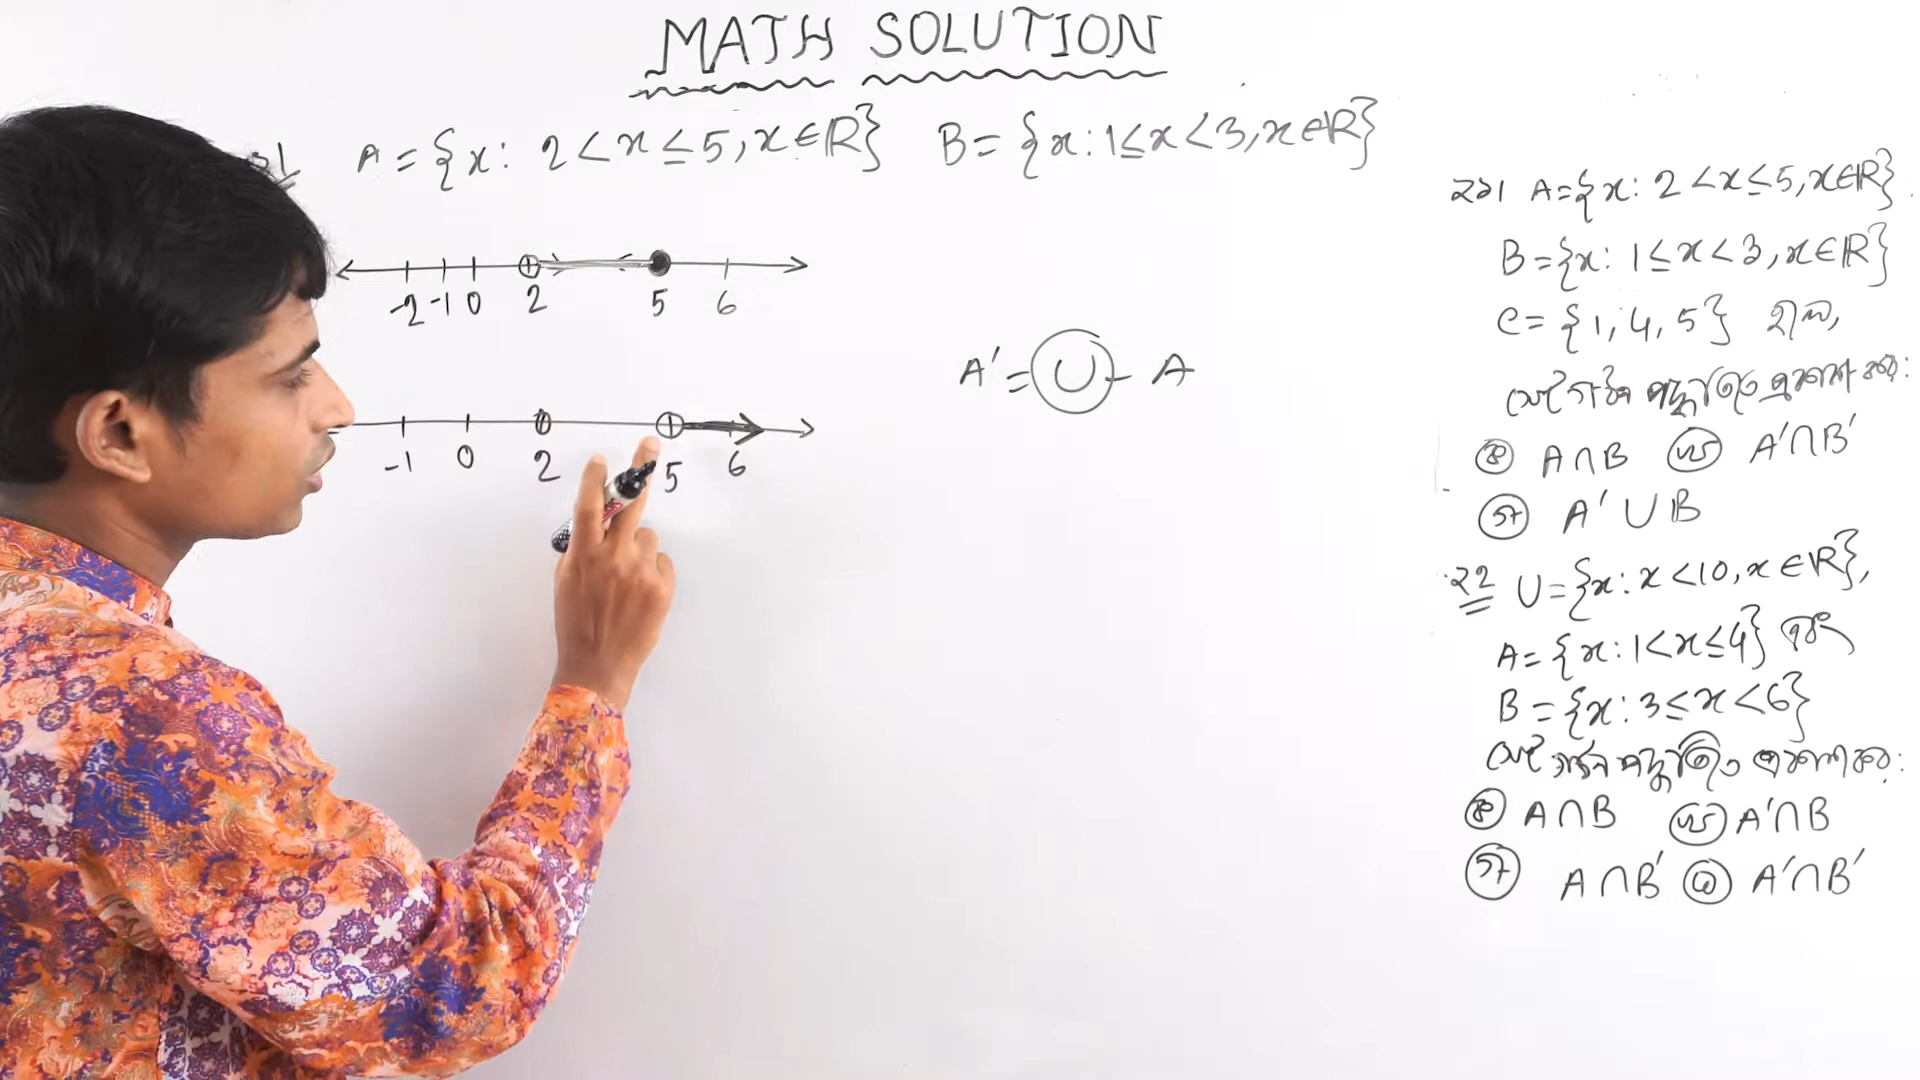 MATH SOLUTION
A = {x: 2 < x ≤ 5, x ∈ ℝ} B = {x: 1 ≤ x < 3, x ∈ ℝ}
-2 -1 0 2 5 6
-1 0 2 5 6
A' = U - A
২১। A = {x: 2 < x ≤ 5, x ∈ ℝ}
B = {x: 1 ≤ x < 3, x ∈ ℝ}
C = {1, 4, 5} হলে,
সেট গঠন পদ্ধতিতে প্রকাশ কর:
ক A ∩ B খ A' ∩ B'
গ A' ∪ B
২২ U = {x: x < 10, x ∈ ℝ},
A = {x: 1 < x ≤ 4} এবং
B = {x: 3 ≤ x < 6}
সেট গঠন পদ্ধতিতে প্রকাশ কর:
ক A ∩ B খ A' ∩ B
গ A ∩ B' ঘ A' ∩ B'